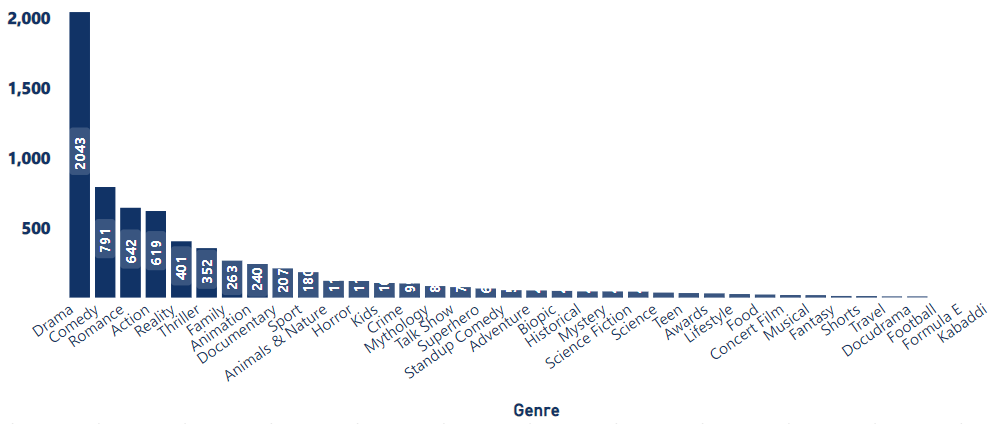 2,000
1,500
1,000
500
2043
791
642
619
401
352
263
240
207
180
Drama
Comedy
Romance
Action
Reality
Thriller
Family
Animation
Documentary
Sport
Animals & Nature
Horror
Kids
Crime
Mythology
Talk Show
Superhero
Standup Comedy
Adventure
Biopic
Historical
Mystery
Science Fiction
Science
Teen
Awards
Lifestyle
Food
Concert Film
Musical
Fantasy
Shorts
Travel
Docudrama
Football
Formula E
Kabaddi
Genre